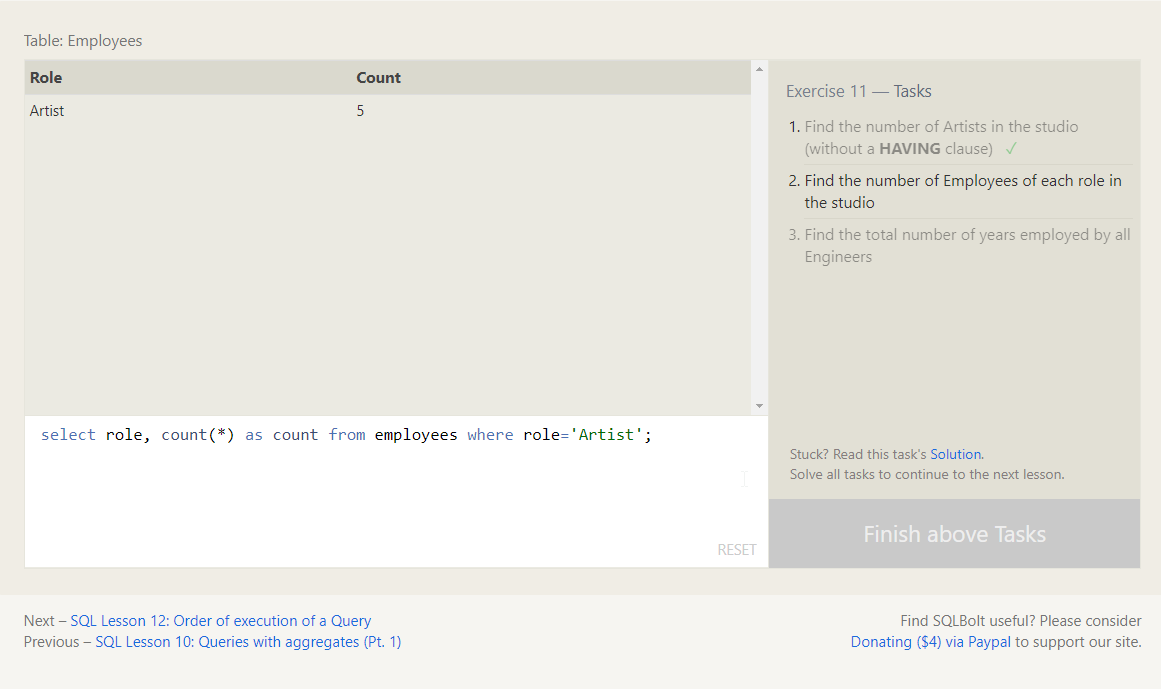 Table: Employees
Role Count
Artist 5
select role, count(*) as count from employees where role='Artist';
RESET
Exercise 11 — Tasks
1. Find the number of Artists in the studio
(without a HAVING clause) ✓
2. Find the number of Employees of each role in
the studio
3. Find the total number of years employed by all
Engineers
Stuck? Read this task's Solution.
Solve all tasks to continue to the next lesson.
Finish above Tasks
Next – SQL Lesson 12: Order of execution of a Query
Previous – SQL Lesson 10: Queries with aggregates (Pt. 1)
Find SQLBolt useful? Please consider
Donating ($4) via Paypal to support our site.